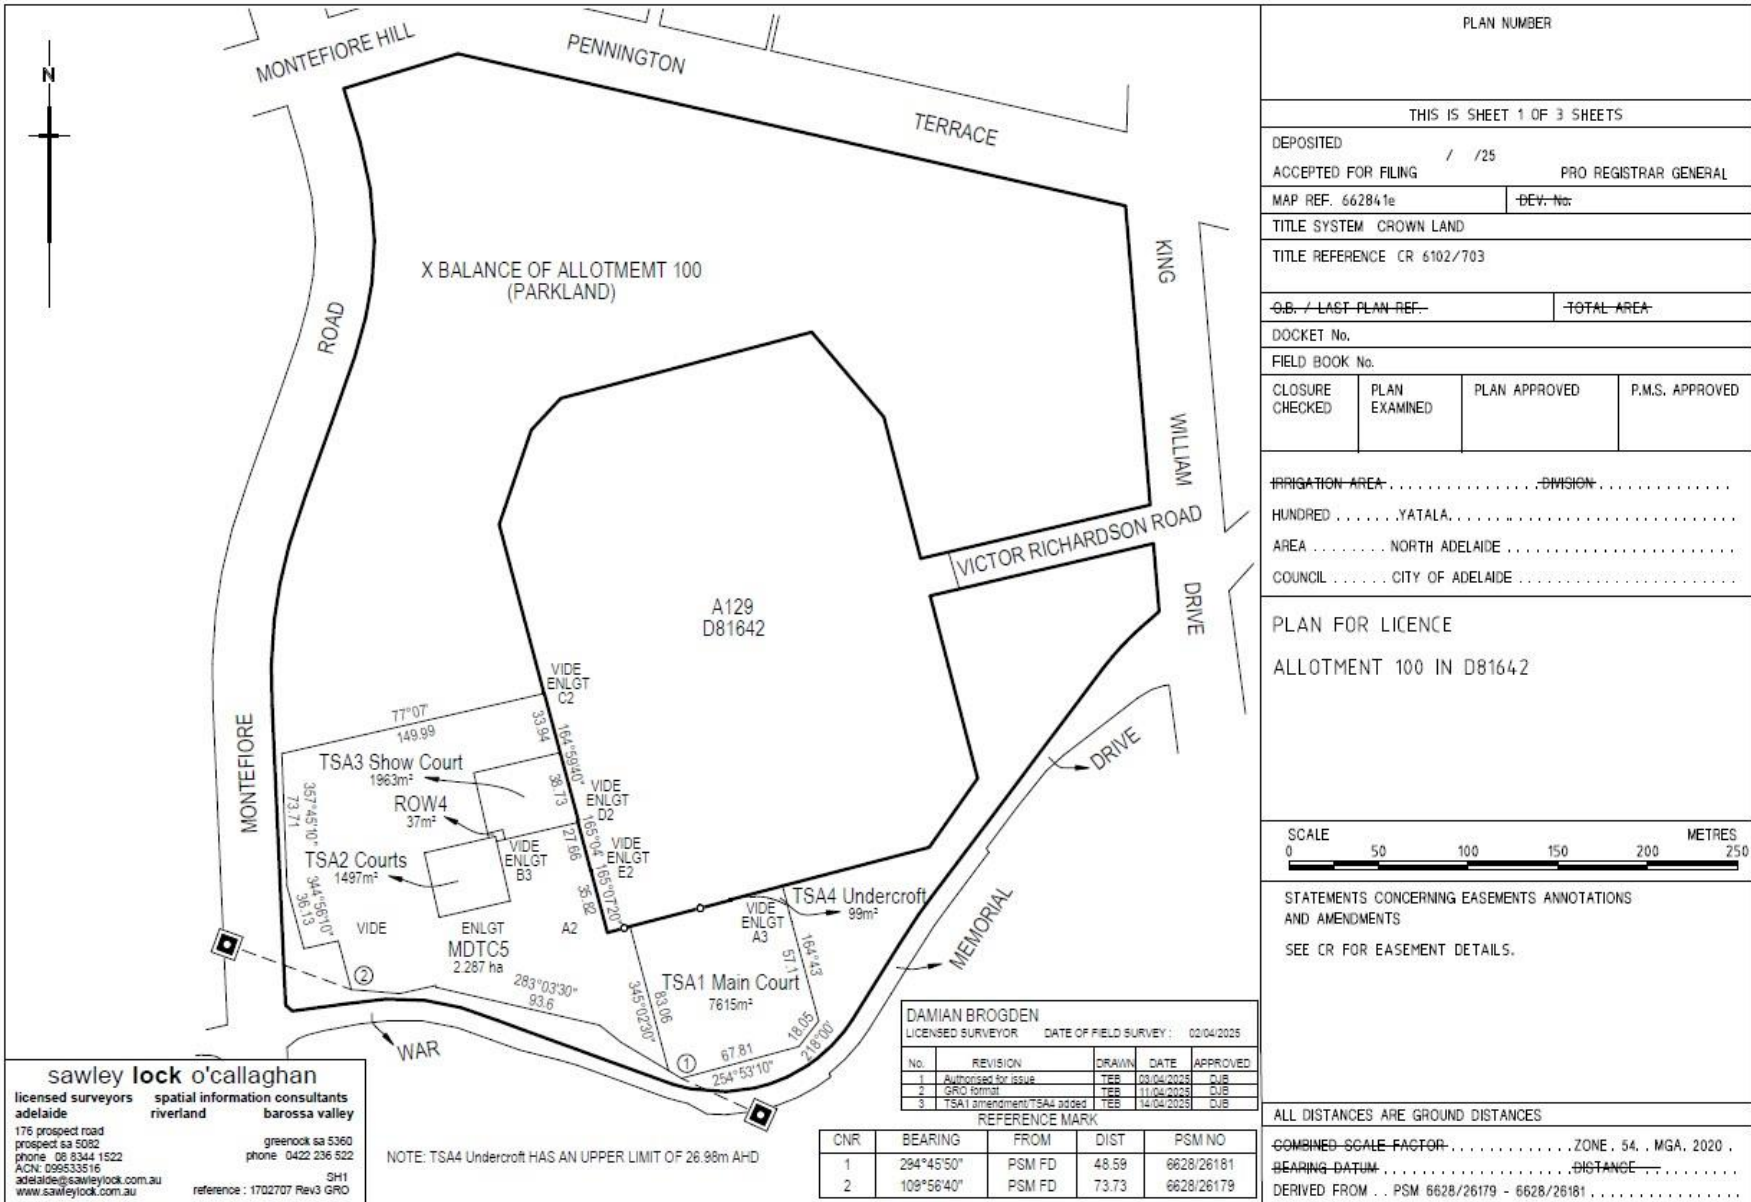 N
MONTEFIORE HILL
PENNINGTON
TERRACE
KING
WILLIAM
DRIVE
ROAD
MONTEFIORE
X BALANCE OF ALLOTMEMT 100
(PARKLAND)
VICTOR RICHARDSON ROAD
A129
D81642
VIDE
ENLGT
C2
77°07'
149.99
33.94
164°59'40"
TSA3 Show Court
1963m²
38.73
VIDE
ENLGT
D2
ROW4
37m²
357°45'10"
73.71
27.66
165°04'
VIDE
ENLGT
B3
VIDE
ENLGT
E2
TSA2 Courts
1497m²
35.82
165°07'20"
344°56'10"
36.13
VIDE ENLGT A2
MDTC5
2.287 ha
TSA4 Undercroft
99m²
VIDE
ENLGT
A3
164°43'
57.1
TSA1 Main Court
7615m²
2
283°03'30"
93.6
83.06
345°02'30"
18.05
218°00'
1
67.81
254°53'10"
WAR
MEMORIAL
DRIVE
sawley lock o'callaghan
licensed surveyors spatial information consultants
adelaide riverland barossa valley
176 prospect road
prospect sa 5082 greenock sa 5360
phone 08 8344 1522 phone 0422 236 522
ACN: 099533516
adelaide@sawleylock.com.au SH1
www.sawleylock.com.au reference : 1702707 Rev3 GRO
NOTE: TSA4 Undercroft HAS AN UPPER LIMIT OF 26.98m AHD
DAMIAN BROGDEN
LICENSED SURVEYOR DATE OF FIELD SURVEY : 02/04/2025
No. REVISION DRAWN DATE APPROVED
1 Authorised for issue TEB 03/04/2025 DJB
2 GRO format TEB 11/04/2025 DJB
3 TSA1 amendment/TSA4 added TEB 14/04/2025 DJB
REFERENCE MARK
CNR BEARING FROM DIST PSM NO
1 294°45'50" PSM FD 48.59 6628/26181
2 109°56'40" PSM FD 73.73 6628/26179
PLAN NUMBER
THIS IS SHEET 1 OF 3 SHEETS
DEPOSITED
/ /25
ACCEPTED FOR FILING PRO REGISTRAR GENERAL
MAP REF. 662841e DEV. No.
TITLE SYSTEM CROWN LAND
TITLE REFERENCE CR 6102/703
O.B. / LAST PLAN REF. TOTAL AREA
DOCKET No.
FIELD BOOK No.
CLOSURE CHECKED PLAN EXAMINED PLAN APPROVED P.M.S. APPROVED
IRRIGATION AREA . . . . . . . . . . . . . . . . DIVISION . . . . . . . . . . . . . .
HUNDRED . . . . . . . YATALA. . . . . . . . . . . . . . . . . . . . . . . . . . . . . .
AREA . . . . . . . . NORTH ADELAIDE . . . . . . . . . . . . . . . . . . . . . . . .
COUNCIL . . . . . . CITY OF ADELAIDE . . . . . . . . . . . . . . . . . . . . . . .
PLAN FOR LICENCE
ALLOTMENT 100 IN D81642
SCALE METRES
0 50 100 150 200 250
STATEMENTS CONCERNING EASEMENTS ANNOTATIONS
AND AMENDMENTS
SEE CR FOR EASEMENT DETAILS.
ALL DISTANCES ARE GROUND DISTANCES
COMBINED SCALE FACTOR . . . . . . . . . . . . ZONE . 54 . . MGA. 2020 .
BEARING DATUM . . . . . . . . . . . . . . . . . . DISTANCE . . . . . . . . . .
DERIVED FROM . . PSM 6628/26179 - 6628/26181 . . . . . . . . . . . . . .